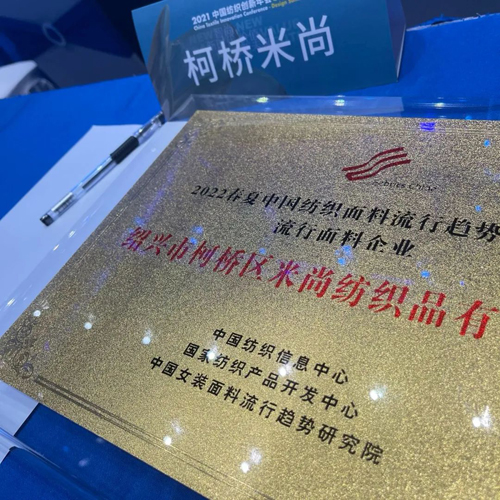 2021 中国纺织创新年会
China Textile Innovation Conference
柯桥米尚
2022春夏中国纺织面料流行趋势
流行面料企业
绍兴市柯桥区米尚纺织品有
中国纺织信息中心
国家纺织产品开发中心
中国女装面料流行趋势研究院